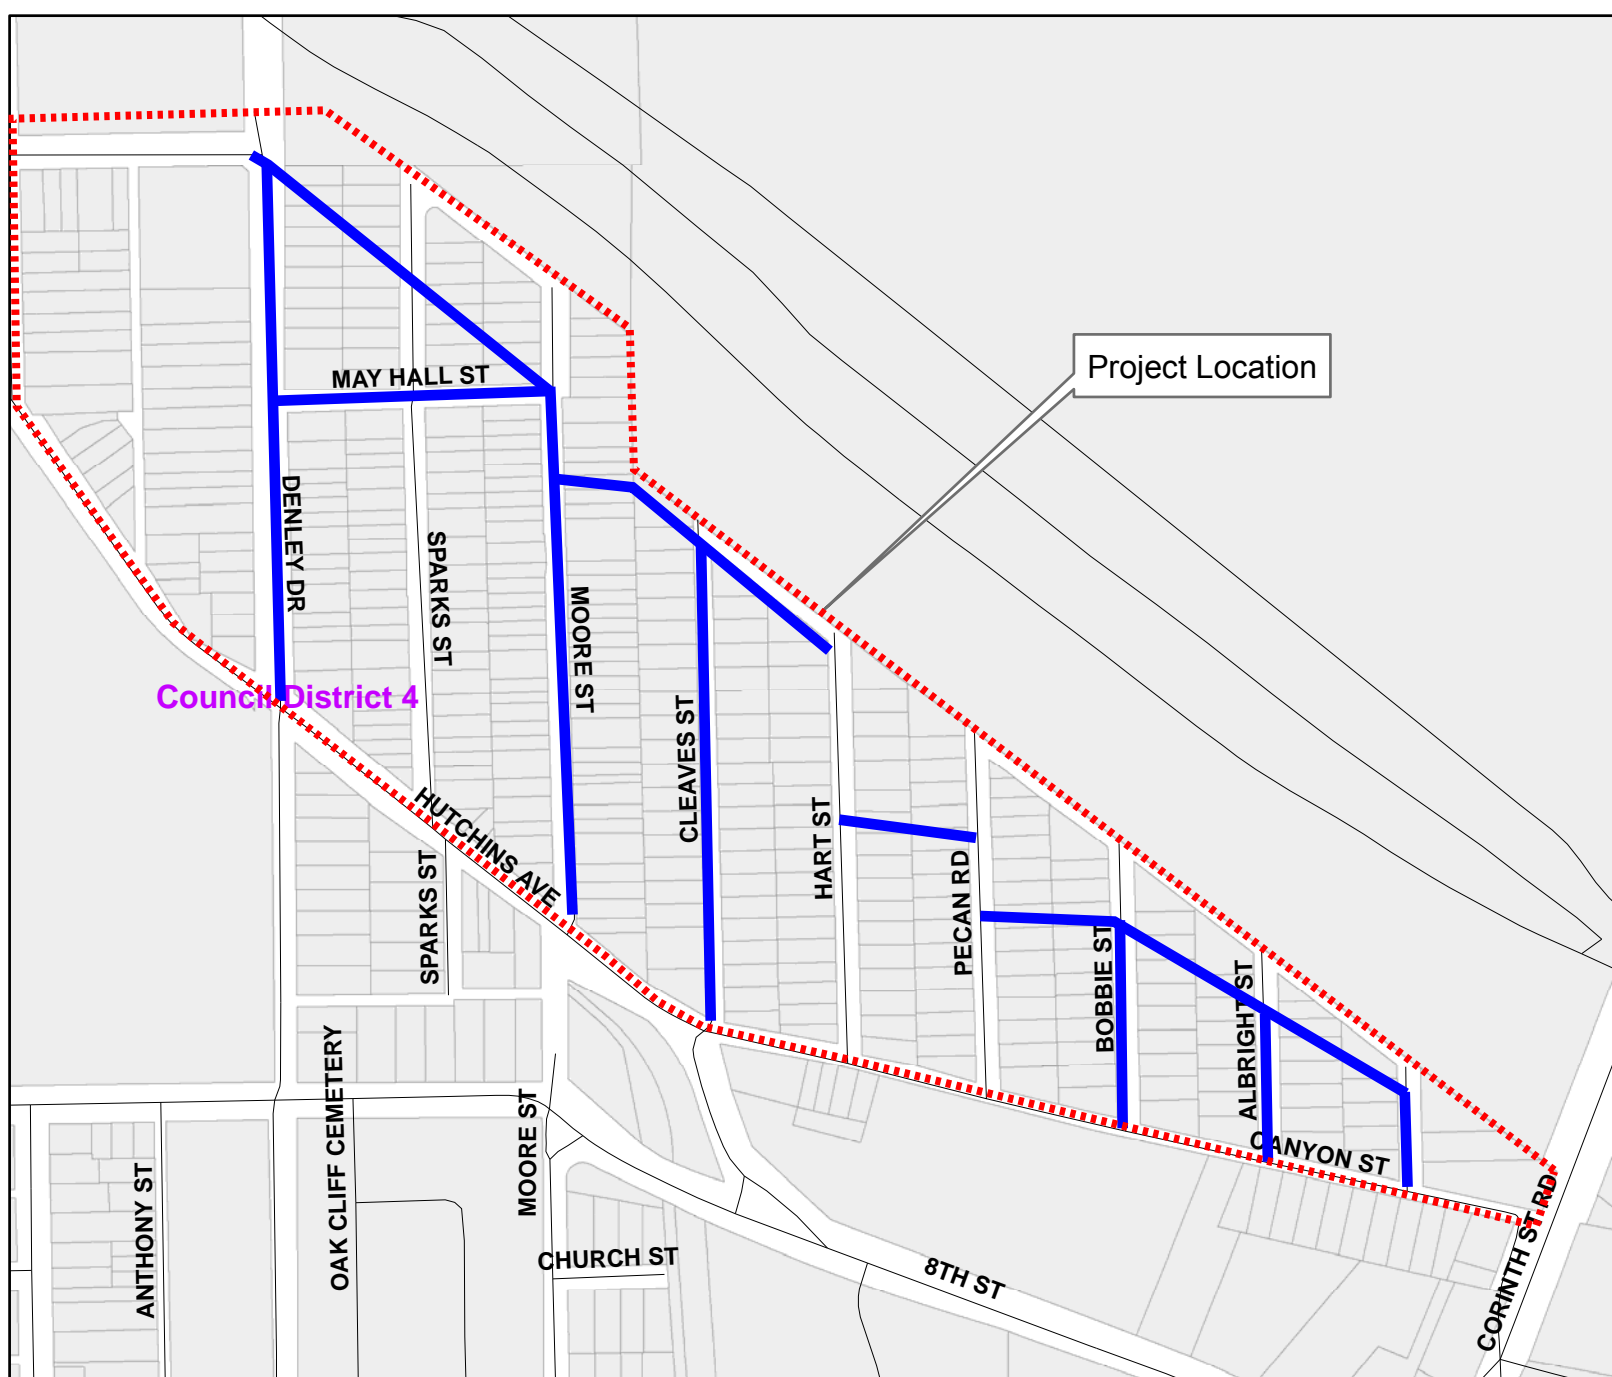 Project Location
MAY HALL ST
DENLEY DR
SPARKS ST
MOORE ST
Council District 4
CLEAVES ST
HUTCHINS AVE
HART ST
SPARKS ST
PECAN RD
BOBBIE ST
ALBRIGHT ST
OAK CLIFF CEMETERY
MOORE ST
CANYON ST
ANTHONY ST
CORINTH ST RD
CHURCH ST
8TH ST